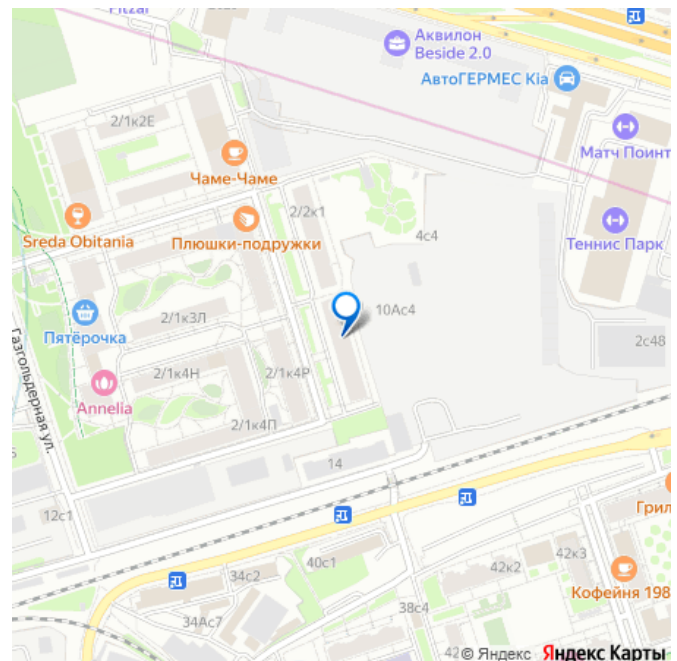 Pitzai
Аквилон
Beside 2.0
АвтоГЕРМЕС Kia
2/1к2Е
Матч Поинт
Чаме-Чаме
2/2к1
Sreda Obitania
Плюшки-подружки
4с4
Теннис Парк
10Ас4
2/1к3Л
Пятёрочка
2с48
Газгольдерная ул.
2/1к4Н
2/1к4Р
Annelia
2/1к4П
14
12с1
Грил
42к3
40с1
42к2
34с2
Кофейня 198
38с4
34Ас7
42
© Яндекс Яндекс Карты